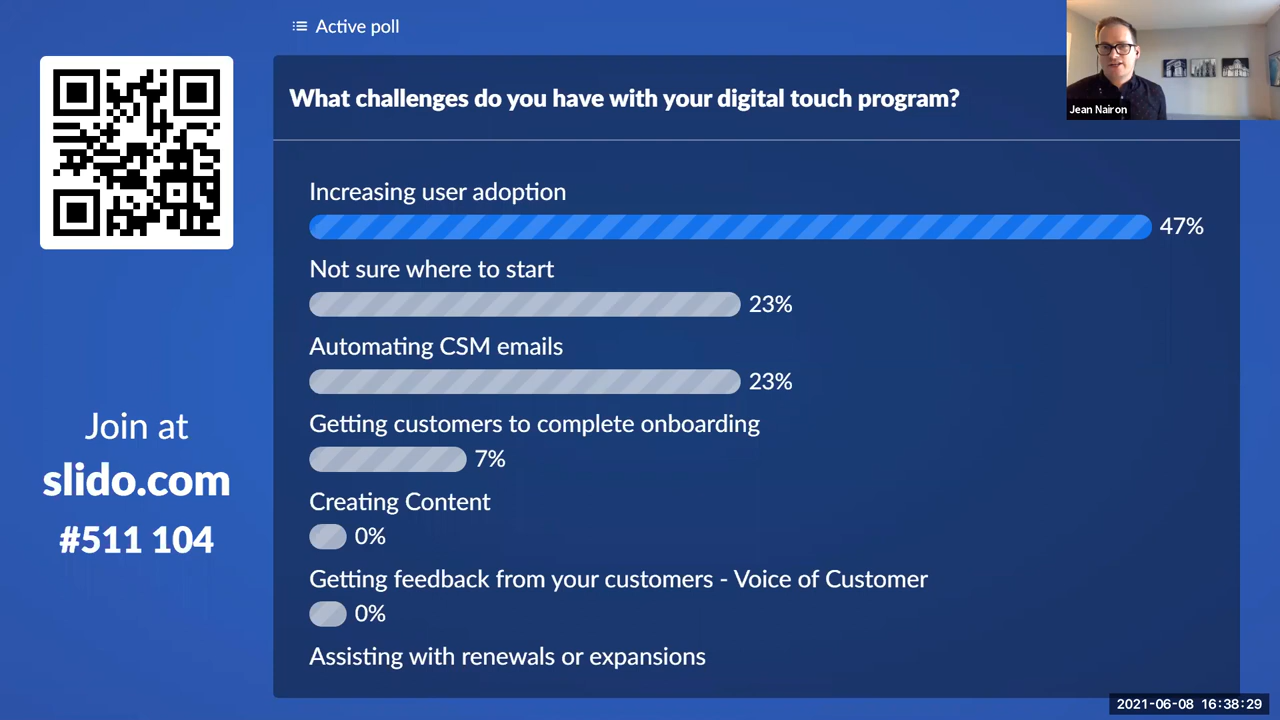 Active poll
What challenges do you have with your digital touch program?
Jean Nairon
Increasing user adoption
47%
Not sure where to start
23%
Automating CSM emails
23%
Getting customers to complete onboarding
7%
Creating Content
0%
Getting feedback from your customers - Voice of Customer
0%
Assisting with renewals or expansions
Join at
slido.com
#511 104
2021-06-08 16:38:29